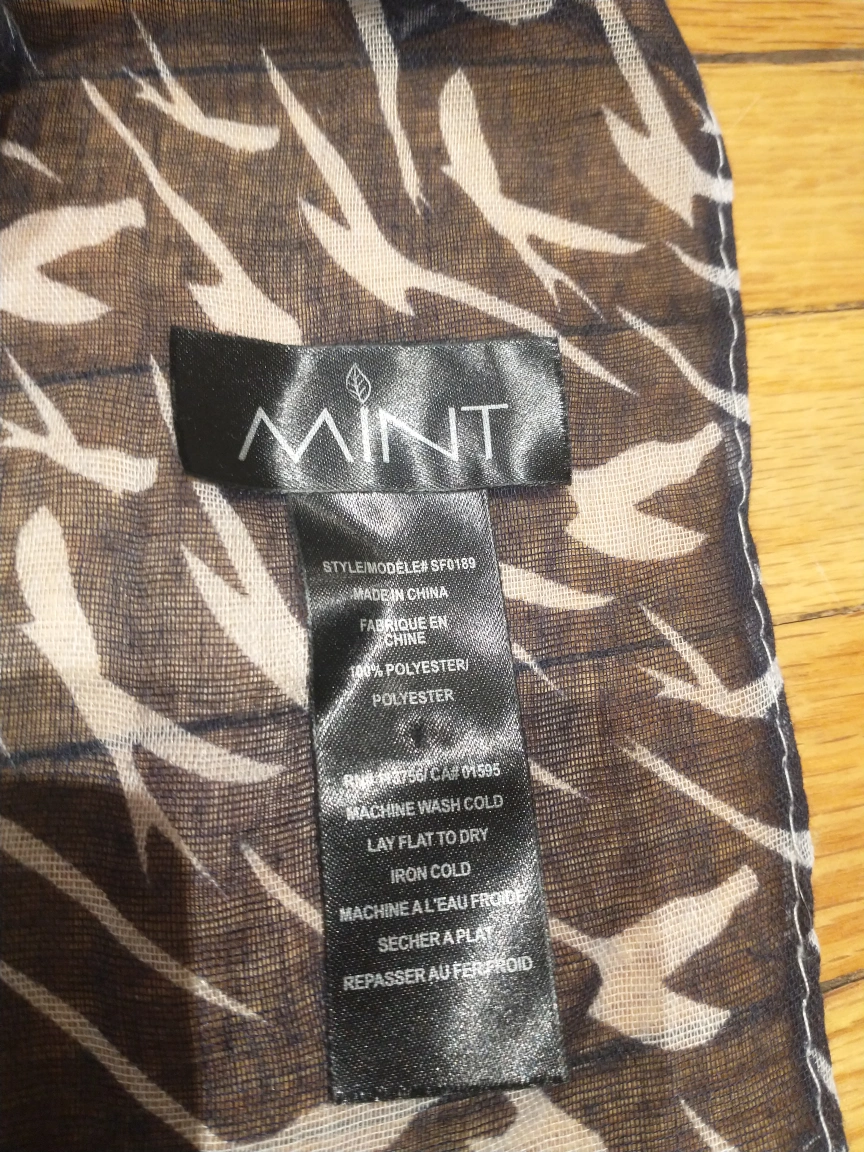 MINT
STYLE/MODÈLE# SF0189
MADE IN CHINA
FABRIQUE EN
CHINE
100% POLYESTER/
POLYESTER
CA# 01595
MACHINE WASH COLD
LAY FLAT TO DRY
IRON COLD
MACHINE A L'EAU FROIDE
SECHER A PLAT
REPASSER AU FER FROID